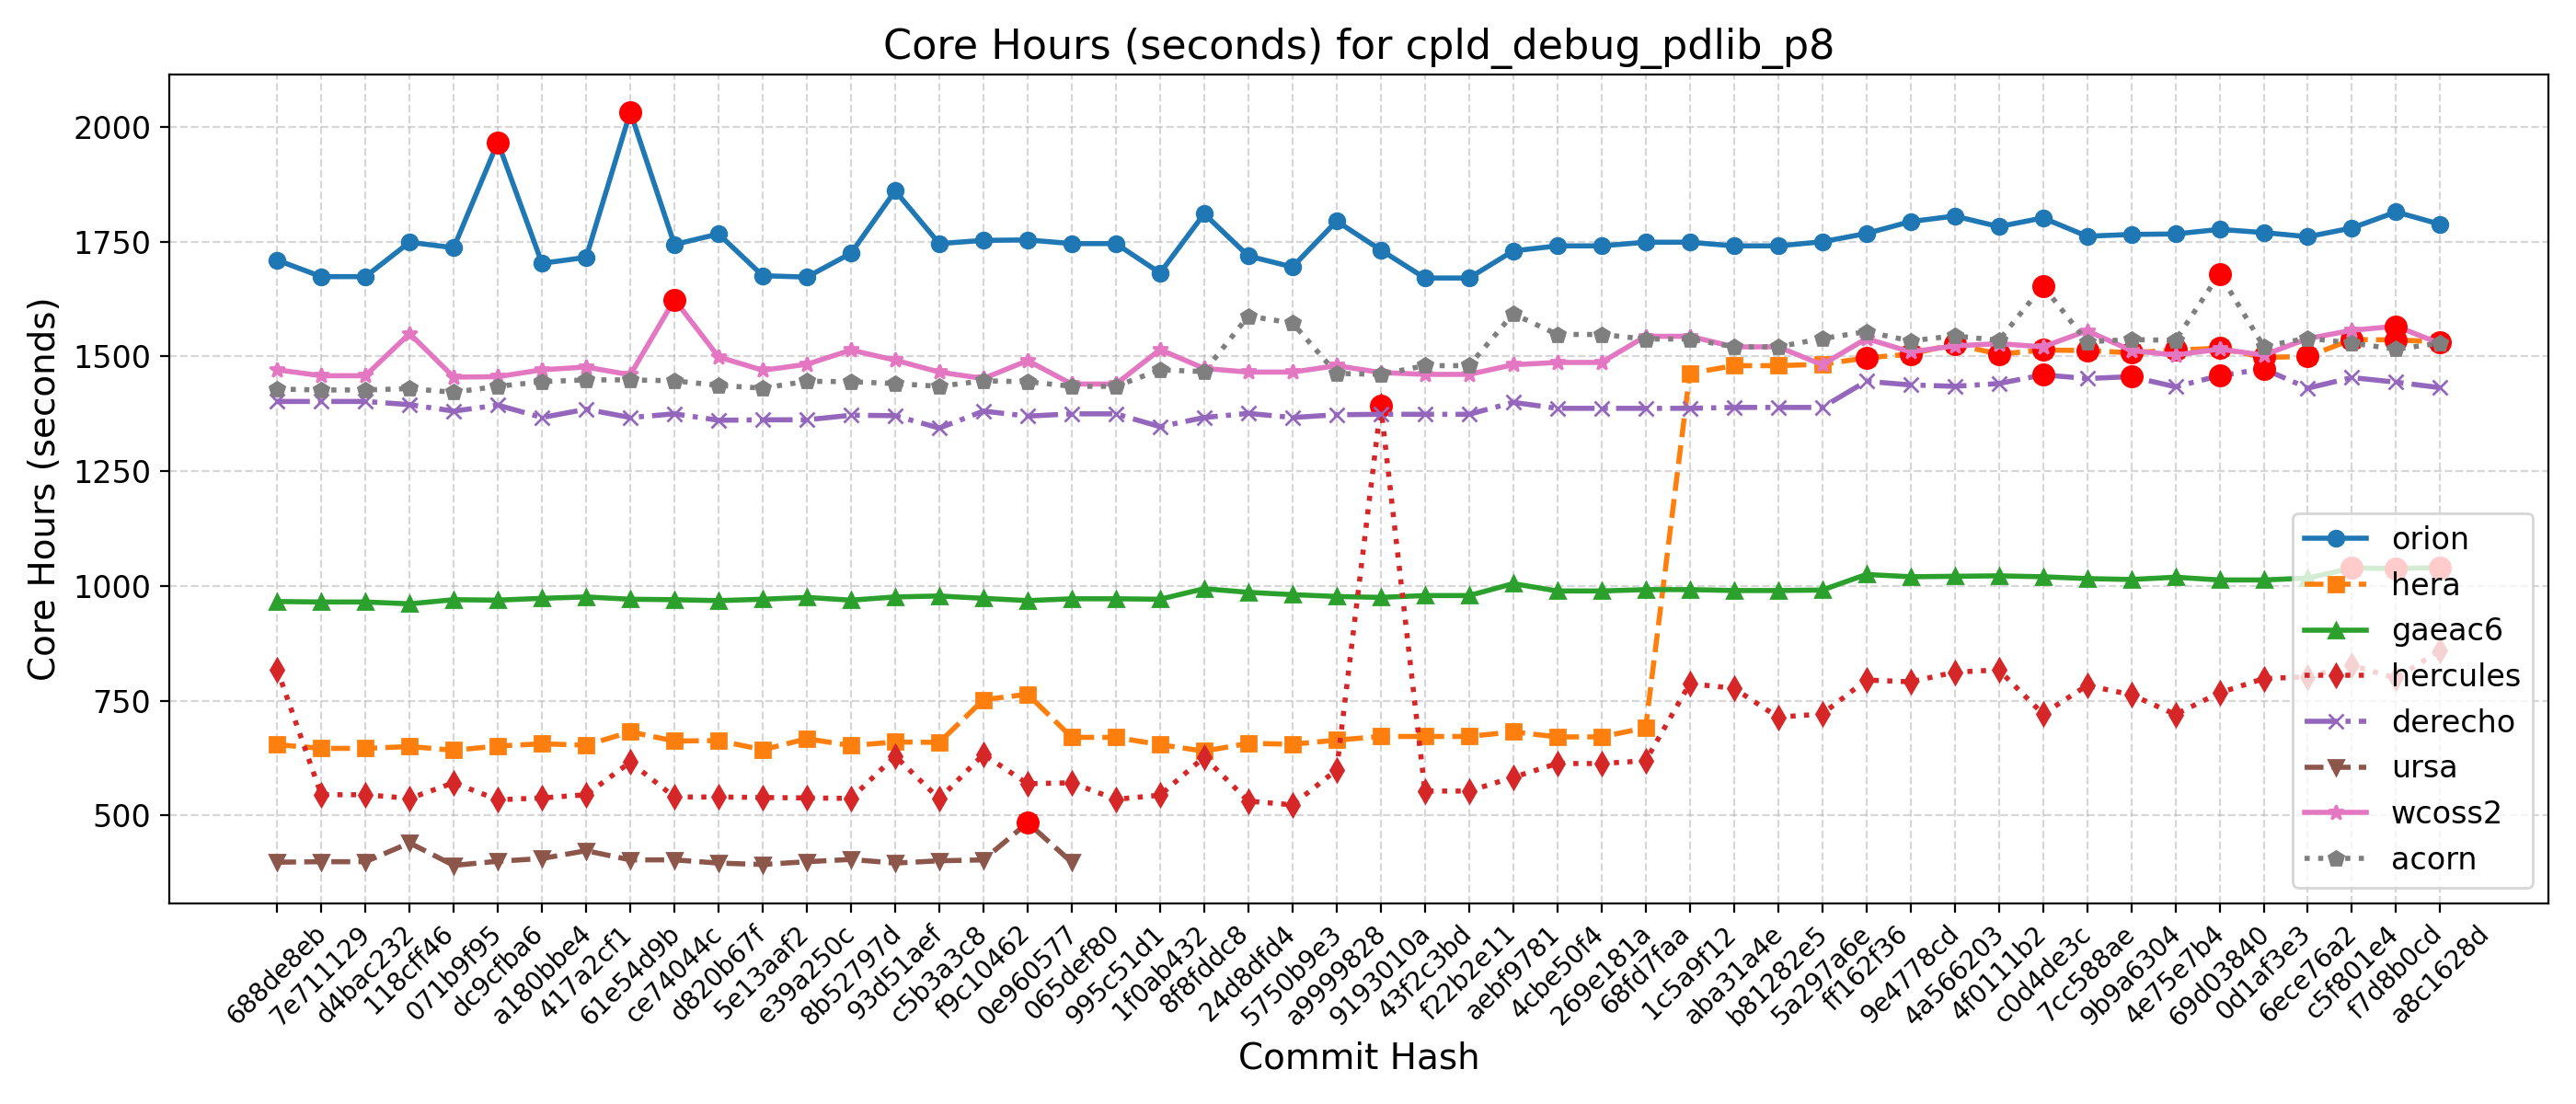 Core Hours (seconds) for cpld_debug_pdlib_p8
Core Hours (seconds)
2000
1750
1500
1250
1000
750
500
orion
hera
gaeac6
hercules
derecho
ursa
wcoss2
acorn
688de8eb
7e711129
d4bac232
118cff46
071b9f95
dc9cfba6
a180bbe4
417a2cf1
61e54d9b
ce74044c
d820b67f
5e13aaf2
e39a250c
8b52797d
93d51aef
c5b3a3c8
f9c10462
0e960577
065def80
995c51d1
1f0ab432
8f8fddc8
24d8dfd4
5750b9e3
a9999828
9193010a
43f2c3bd
f22b2e11
aebf9781
4cbe50f4
269e181a
68fd7faa
1c5a9f12
aba31a4e
b81282e5
5a297a6e
ff162f36
9e4778cd
4a566203
4f0111b2
c0d4de3c
7cc588ae
9b9a6304
4e75e7b4
69d03840
0d1af3e3
6ece76a2
c5f801e4
f7d8b0cd
a8c1628d
Commit Hash